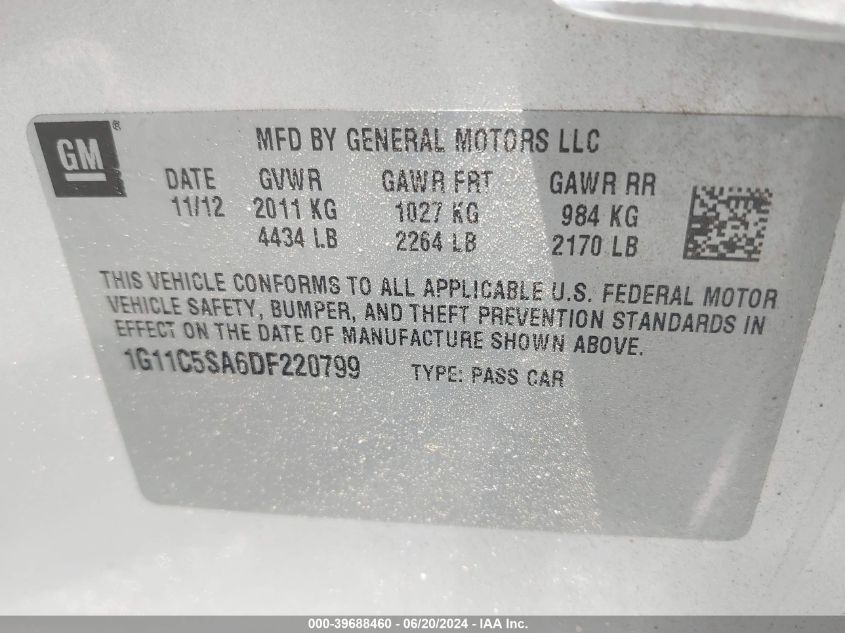 GM ®
MFD BY GENERAL MOTORS LLC
DATE GVWR GAWR FRT GAWR RR
11/12 2011 KG 1027 KG 984 KG
4434 LB 2264 LB 2170 LB
THIS VEHICLE CONFORMS TO ALL APPLICABLE U.S. FEDERAL MOTOR
VEHICLE SAFETY, BUMPER, AND THEFT PREVENTION STANDARDS IN
EFFECT ON THE DATE OF MANUFACTURE SHOWN ABOVE.
1G11C5SA6DF220799 TYPE: PASS CAR
000-39688460 - 06/20/2024 - IAA Inc.